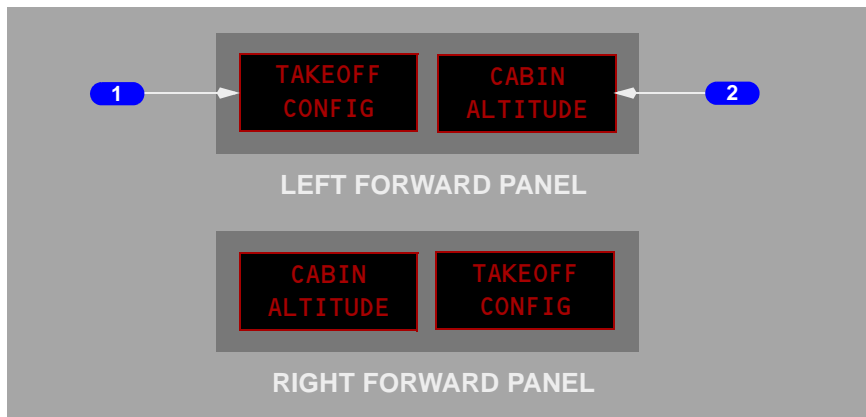 TAKEOFF
CONFIG
CABIN
ALTITUDE
1
2
LEFT FORWARD PANEL
CABIN
ALTITUDE
TAKEOFF
CONFIG
RIGHT FORWARD PANEL